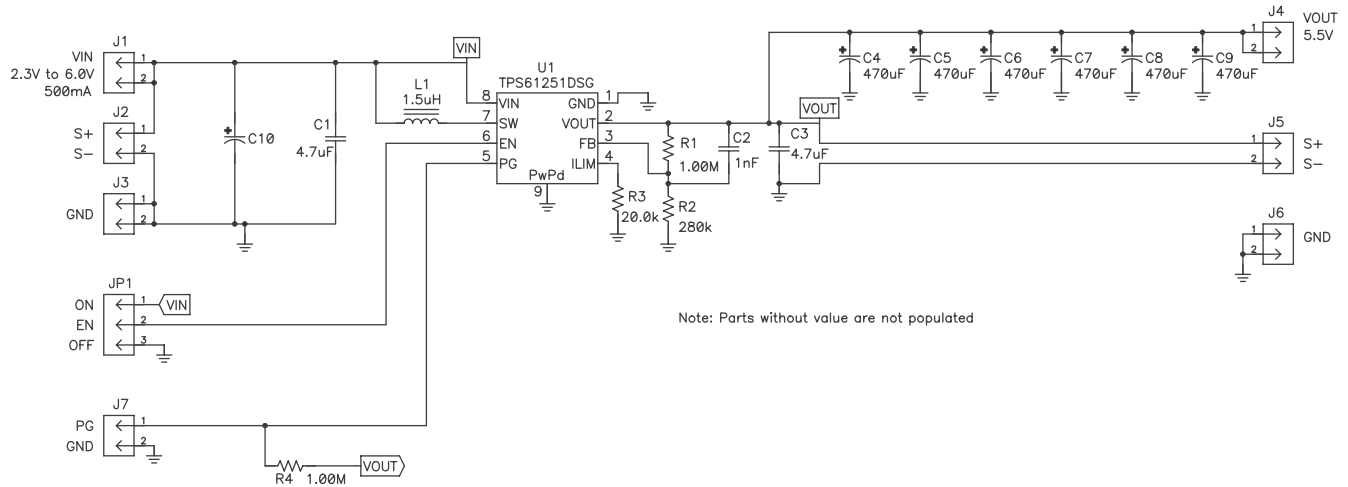 J1
VIN
2.3V to 6.0V
500mA
1
2
J2
S+
S-
1
2
J3
GND
1
2
C10
C1
4.7uF
L1
1.5uH
VIN
U1
TPS61251DSG
8 VIN GND 1
7 SW VOUT 2
6 EN FB 3
5 PG ILIM 4
PwPd
9
R3
20.0k
R1
1.00M
R2
280k
C2
1nF
C3
4.7uF
VOUT
C4
470uF
C5
470uF
C6
470uF
C7
470uF
C8
470uF
C9
470uF
J4
VOUT
5.5V
1
2
J5
S+
S-
1
2
J6
GND
1
2
JP1
ON 1 VIN
EN 2
OFF 3
Note: Parts without value are not populated
J7
PG 1
GND 2
R4 1.00M
VOUT